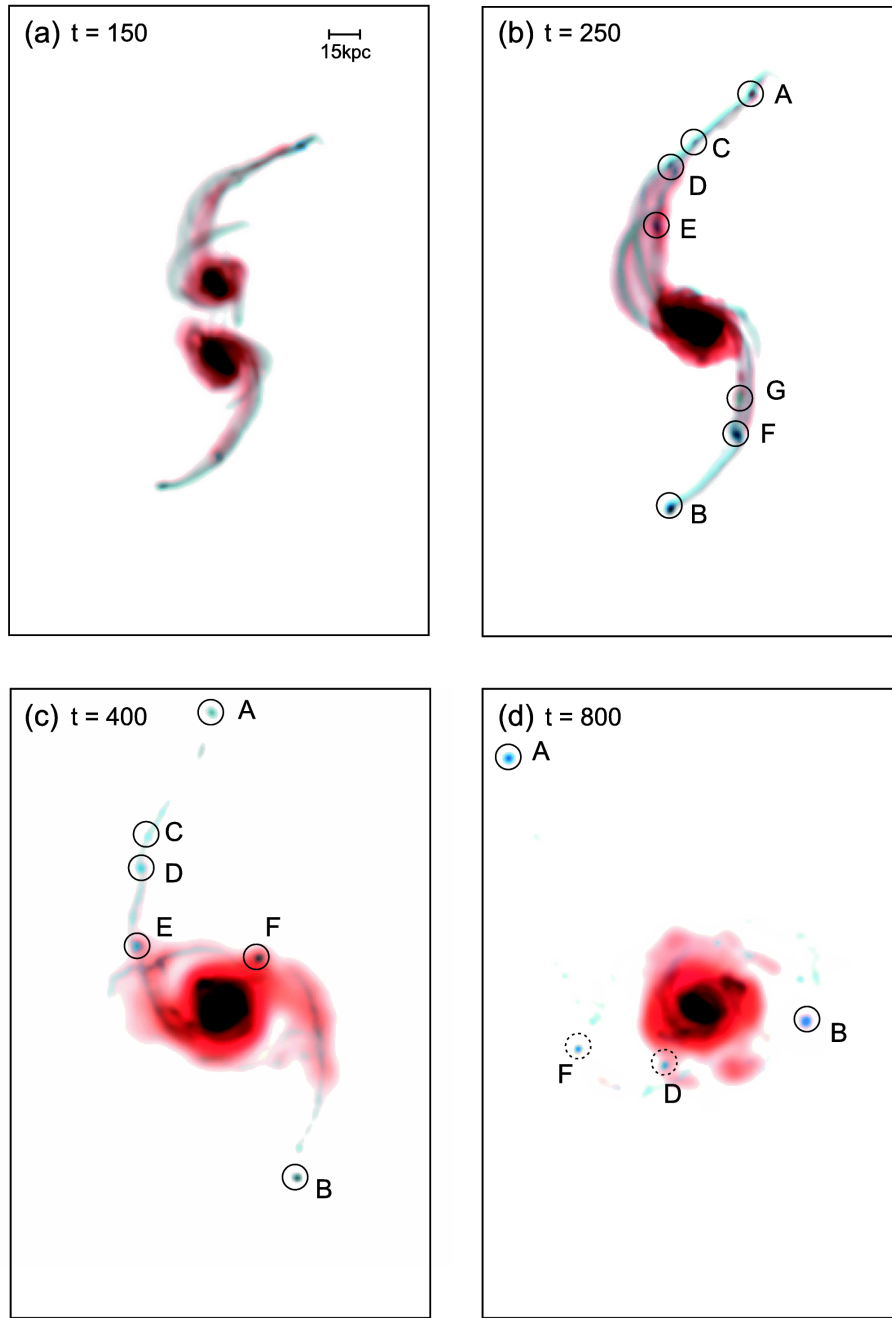 (a) t = 150
15kpc
(b) t = 250
A
C
D
E
G
F
B
(c) t = 400
A
C
D
E
F
B
(d) t = 800
A
B
F
D